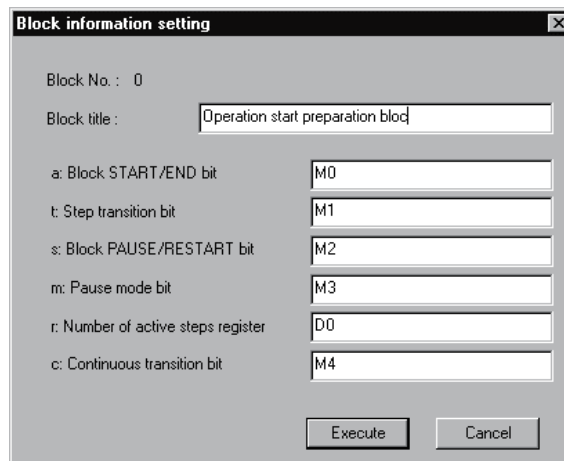 Block information setting
Block No. : 0
Block title : Operation start preparation bloc
a: Block START/END bit M0
t: Step transition bit M1
s: Block PAUSE/RESTART bit M2
m: Pause mode bit M3
r: Number of active steps register D0
c: Continuous transition bit M4
Execute Cancel